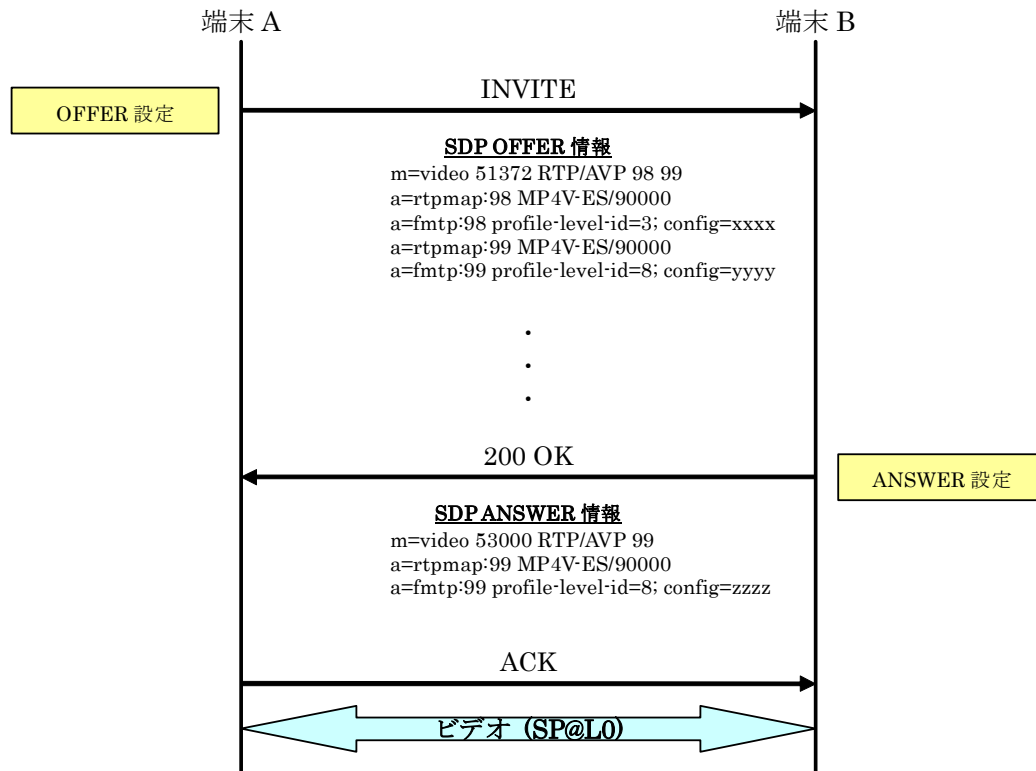 端末 A
端末 B
INVITE
OFFER 設定
SDP OFFER 情報
m=video 51372 RTP/AVP 98 99
a=rtpmap:98 MP4V-ES/90000
a=fmtp:98 profile-level-id=3; config=xxxx
a=rtpmap:99 MP4V-ES/90000
a=fmtp:99 profile-level-id=8; config=yyyy
・
・
・
200 OK
ANSWER 設定
SDP ANSWER 情報
m=video 53000 RTP/AVP 99
a=rtpmap:99 MP4V-ES/90000
a=fmtp:99 profile-level-id=8; config=zzzz
ACK
ビデオ (SP@L0)